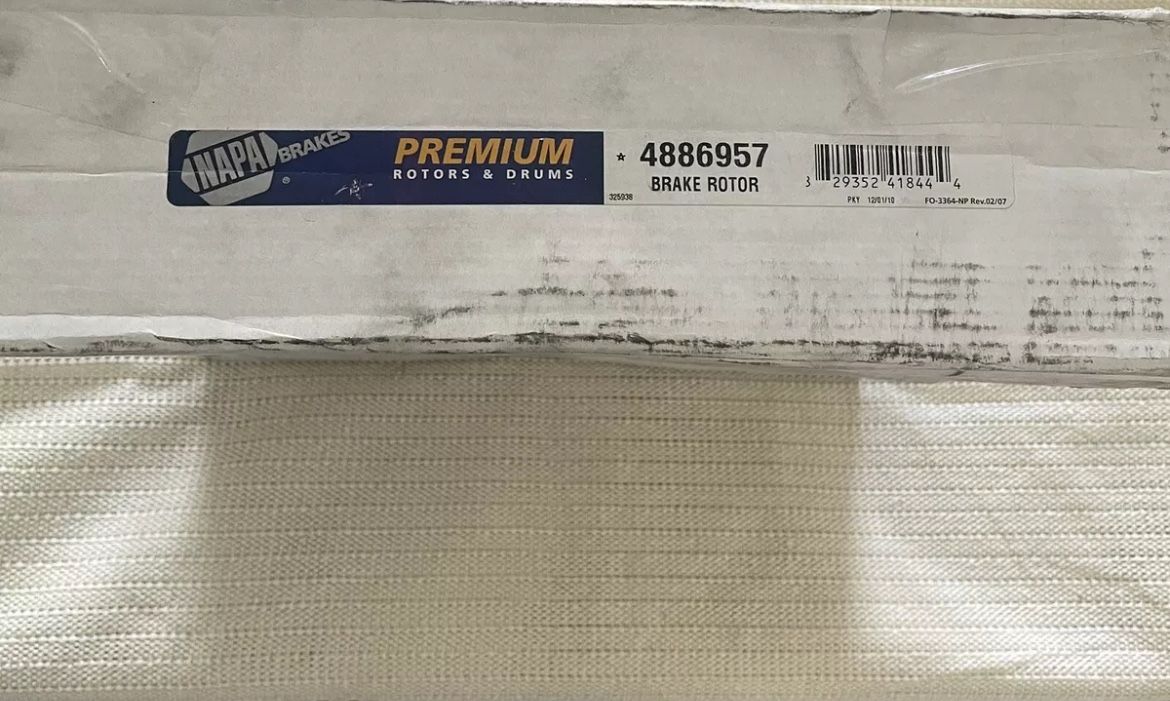 NAPA BRAKES ®
PREMIUM
ROTORS & DRUMS
325938
★ 4886957
BRAKE ROTOR
3 29352 41844 4
PKY 12/01/10 FO-3364-NP Rev.02/07